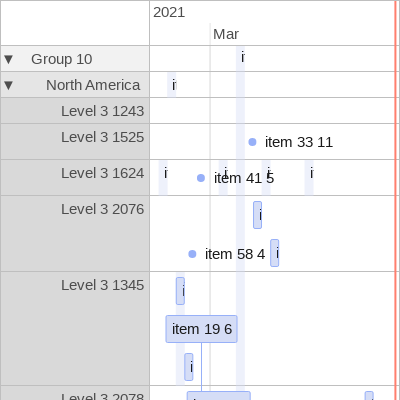 2021
Mar
▼ Group 10
i
▼ North America
i
Level 3 1243
Level 3 1525
item 33 11
Level 3 1624
i
item 41 5
i
i
i
Level 3 2076
i
item 58 4
i
Level 3 1345
i
item 19 6
i
Level 3 2078